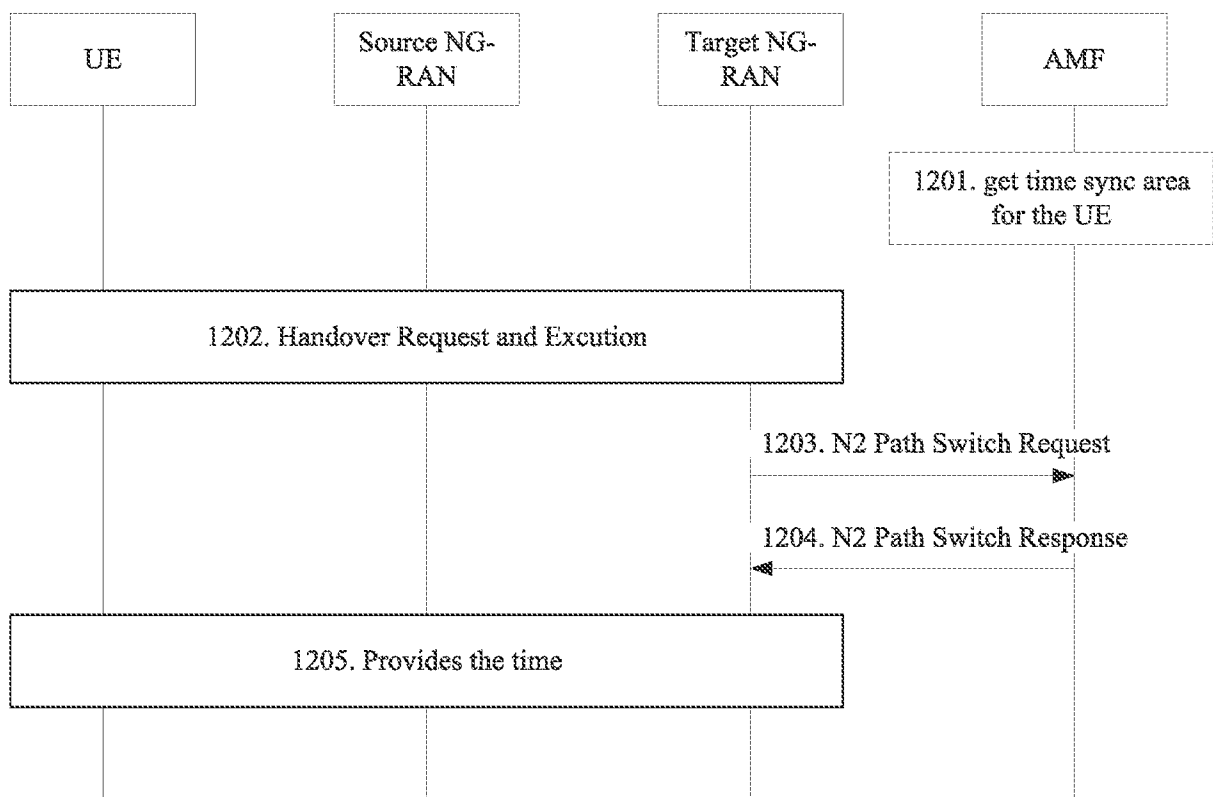 UE
Source NG-
RAN
Target NG-
RAN
AMF
1201. get time sync area
for the UE
1202. Handover Request and Excution
1203. N2 Path Switch Request
1204. N2 Path Switch Response
1205. Provides the time